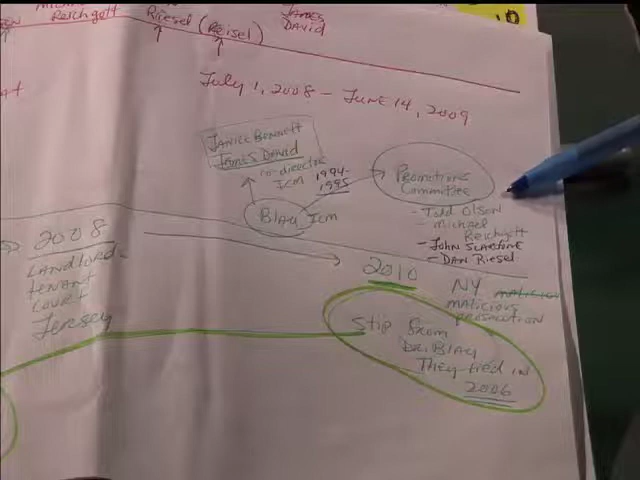 Reichgott
Riesel (Reisel)
JAMES
DAVID
July 1, 2008 – JUNE 14, 2009
JANICE BENNETT
JAMES DAVID
co-director
ICM 1994-
1995
Promotions
Committee
BLAU ICM
- Todd Olson
- Michael
Reichgott
- JOHN
- DAN Riesel
2008
LANDLORD
tenant
court
Jersey
2010
NY
malicious
prosecution
Stip from
DR. BLAU
They lied in
2006